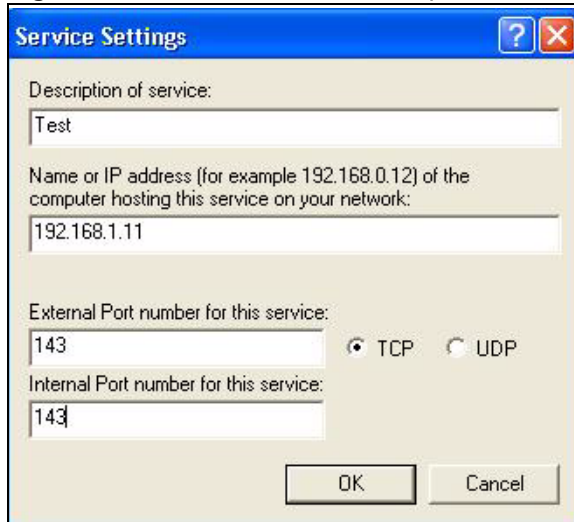 Service Settings
Description of service:
Test
Name or IP address (for example 192.168.0.12) of the
computer hosting this service on your network:
192.168.1.11
External Port number for this service:
143
TCP
UDP
Internal Port number for this service:
143
OK
Cancel